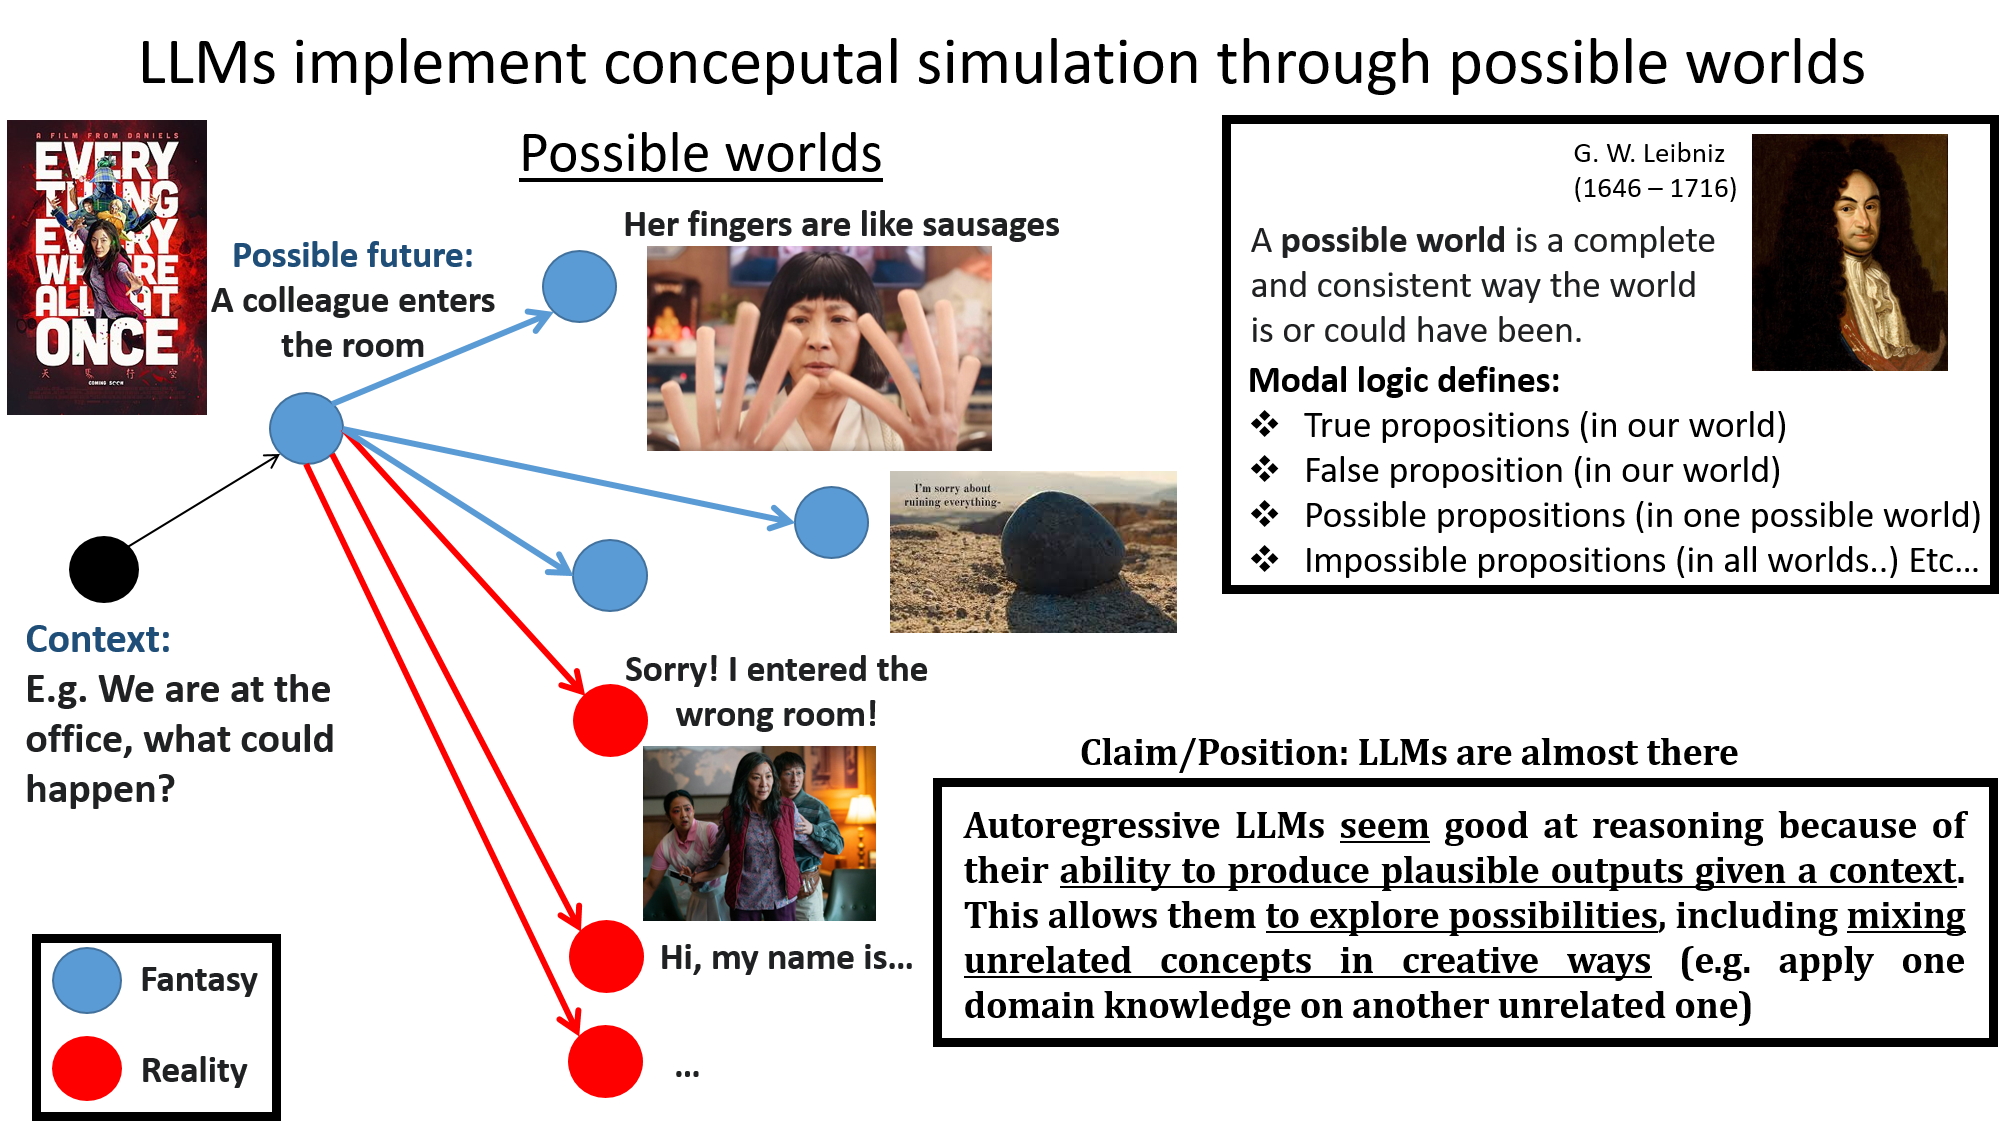 LLMs implement conceputal simulation through possible worlds
A FILM FROM DANIELS
EVERY
THING
EVERY
WHERE
ALL AT
ONCE
COMING SOON
Possible worlds
Possible future:
A colleague enters
the room
Her fingers are like sausages
I'm sorry about
ruining everything-
Context:
E.g. We are at the
office, what could
happen?
Sorry! I entered the
wrong room!
Hi, my name is...
...
Fantasy
Reality
G. W. Leibniz
(1646 – 1716)
A possible world is a complete
and consistent way the world
is or could have been.
Modal logic defines:
❖ True propositions (in our world)
❖ False proposition (in our world)
❖ Possible propositions (in one possible world)
❖ Impossible propositions (in all worlds..) Etc...
Claim/Position: LLMs are almost there
Autoregressive LLMs seem good at reasoning because of
their ability to produce plausible outputs given a context.
This allows them to explore possibilities, including mixing
unrelated concepts in creative ways (e.g. apply one
domain knowledge on another unrelated one)